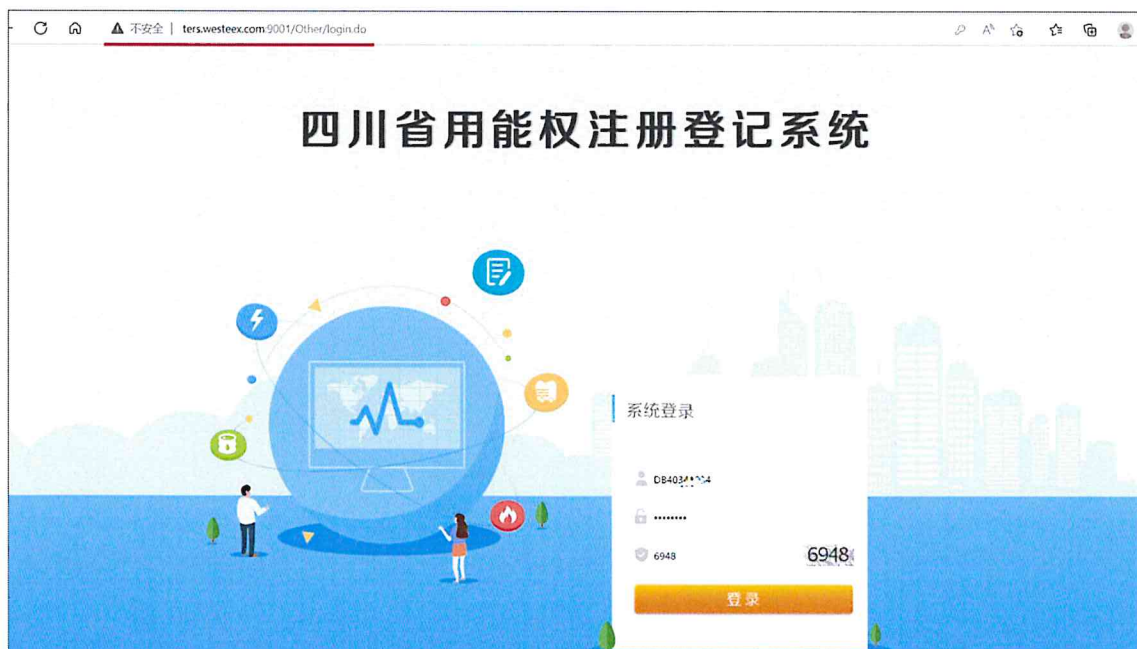 不安全 | ters.westeex.com:9001/Other/login.do
四川省用能权注册登记系统
系统登录
••••••••
6948 6948
登录